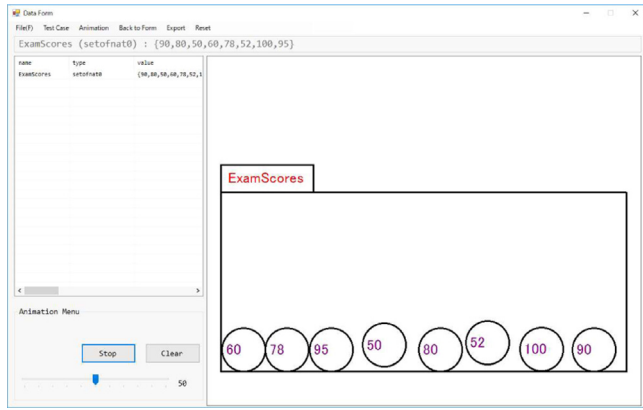 Data Form
File(F) Test Case Animation Back to Form Export Reset
ExamScores (setofnat0) : {90,80,50,60,78,52,100,95}
name type value
ExamScores setofnat0 {90,80,50,60,78,52,1
ExamScores
60 78 95 50 80 52 100 90
Animation Menu
Stop Clear
50